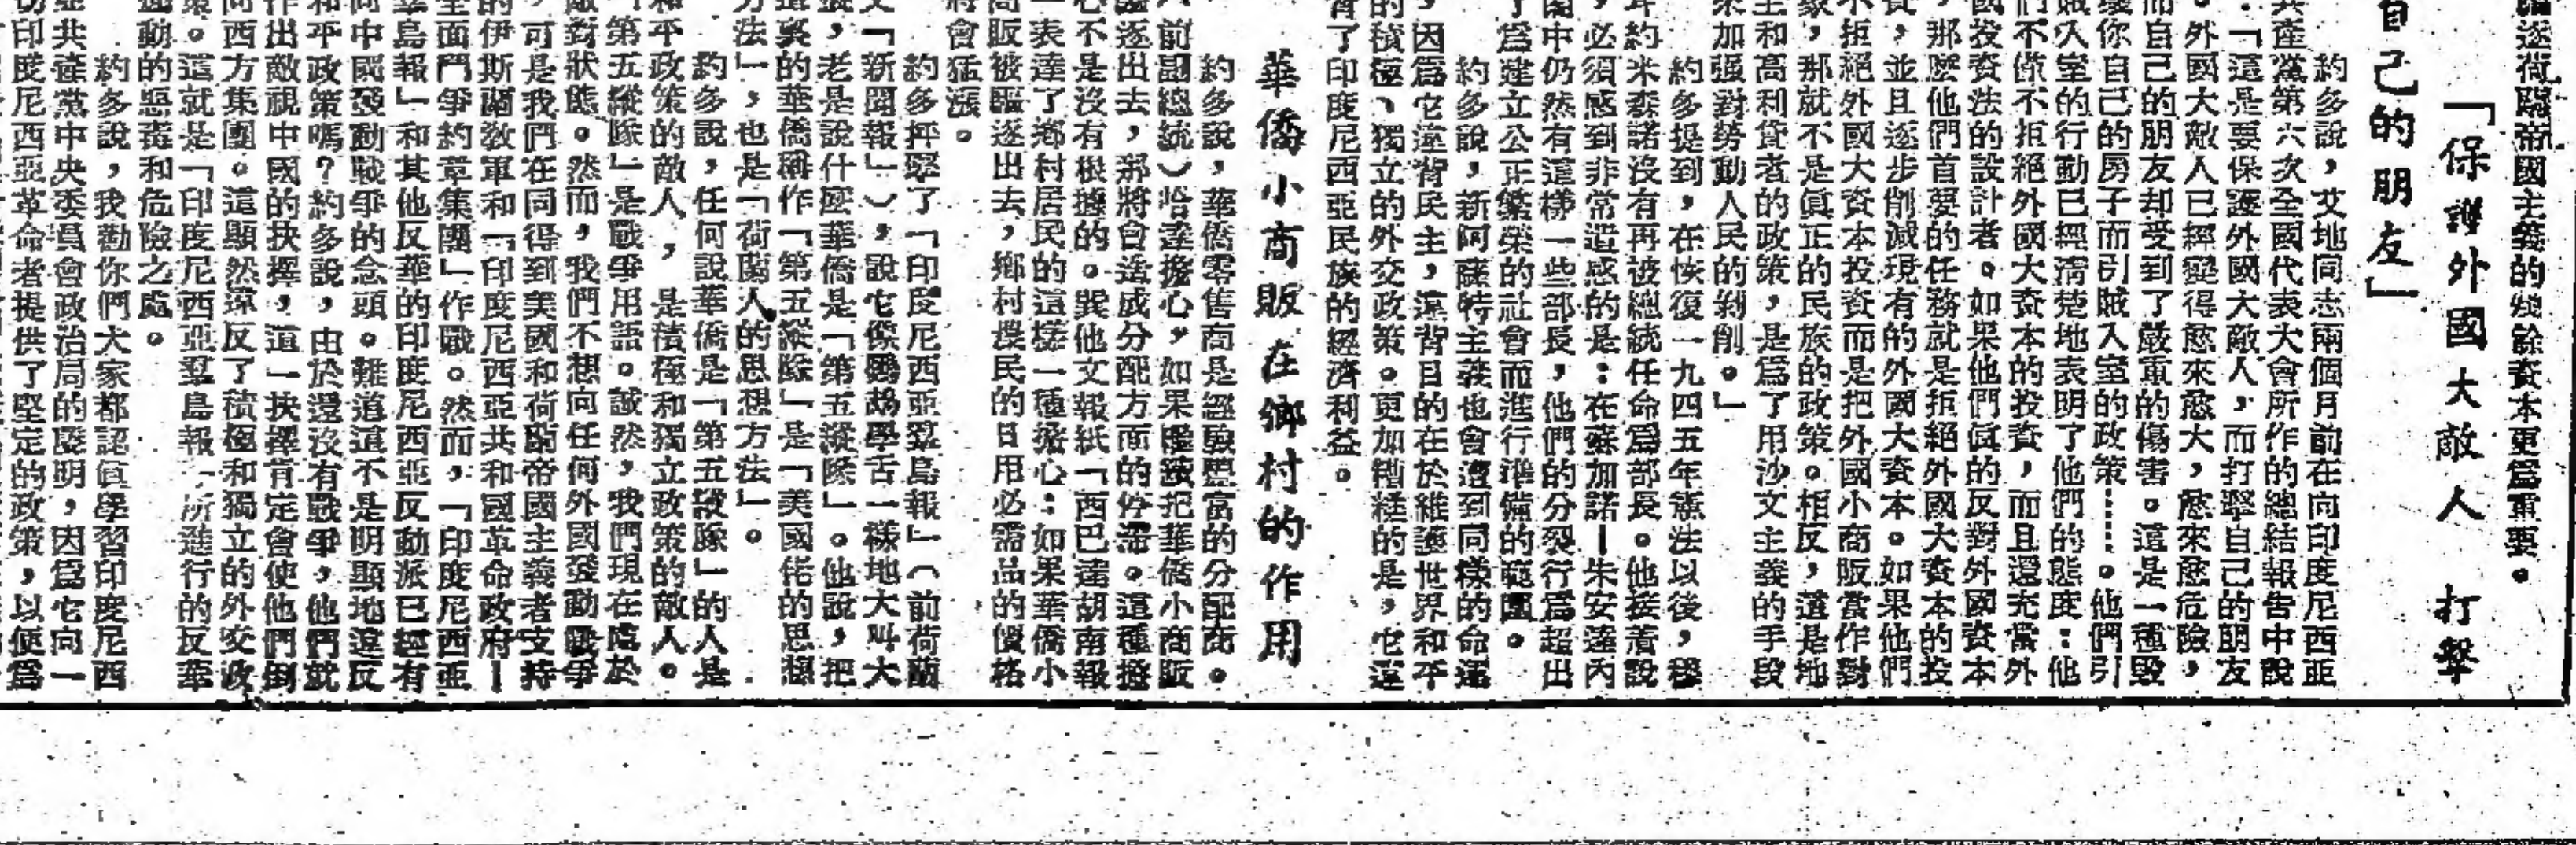 驅逐荷蘭帝國主義的殘餘資本更爲重要。
「保護外國大敵人 打擊
自己的朋友」
約多說，艾地同志兩個月前在向印度尼西亞
共產黨第六次全國代表大會所作的總結報告中說
：「這是要保護外國大敵人，而打擊自己的朋友
。外國大敵人已經變得愈來愈大，愈來愈危險，
而自己的朋友却受到了嚴重的傷害。這是一種毀
壞你自己的房子而引賊入室的政策……。他們引
賊入室的行動已經清楚地表明了他們的態度：他
們不僅不拒絕外國大資本的投資，而且還充當外
國投資法的設計者。如果他們真的反對外國資本
，那麼他們首要的任務就是拒絕外國大資本的投
資，並且逐步削減現有的外國大資本。如果他們
不拒絕外國大資本投資而是把外國小商販當作對
象，那就不是眞正的民族的政策。相反，這是地
主和高利貸者的政策，是爲了用沙文主義的手段
來加强對勞動人民的剝削。」
約多提到，在恢復一九四五年憲法以後，穆
耳約米森諾沒有再被總統任命爲部長。他接着說
，必須感到非常遺憾的是：在蘇加諾—朱安達內
閣中仍然有這樣一些部長，他們的分裂行爲超出
了爲建立公正繁榮的社會而進行準備的範圍。
約多說，新阿薩特主義也會遭到同樣的命運
，因爲它違背民主，違背目的在於維護世界和平
的積極、獨立的外交政策。更加糟糕的是，它違
背了印度尼西亞民族的經濟利益。
華僑小商販在鄉村的作用
約多說，華僑零售商是經驗豐富的分配商。
（前副總統）哈達擔心，如果繼續把華僑小商販
驅逐出去，那將會造成分配方面的停滯。這種擔
心不是沒有根據的。巽他文報紙「西巴達胡南報
」表達了鄉村居民的這樣一種擔心：如果華僑小
商販被驅逐出去，鄉村農民的日用必需品的價格
將會猛漲。
約多抨擊了「印度尼西亞羣島報」（前荷蘭
文「新聞報」），說它像鸚鵡學舌一樣地大叫大
，老是說什麼華僑是「第五縱隊」。他說，把
這裏的華僑稱作「第五縱隊」是「美國佬的思想
方法」，也是「荷蘭人的思想方法」。
約多說，任何說華僑是「第五縱隊」的人是
和平政策的敵人，是積極和獨立政策的敵人。
「第五縱隊」是戰爭用語。誠然，我們現在處於
敵對狀態。然而，我們不想向任何外國發動戰爭
，可是我們在同得到美國和荷蘭帝國主義者支持
的伊斯蘭敎軍和「印度尼西亞共和國革命政府—
全面鬥爭約章集團」作戰。然而，「印度尼西亞
羣島報」和其他反華的印度尼西亞反動派已經有
向中國發動戰爭的念頭。難道這不是明顯地違反
和平政策嗎？約多說，由於還沒有戰爭，他們就
作出敵視中國的抉擇，這一抉擇肯定會使他們倒
向西方集團。這顯然違反了積極和獨立的外交政
策。這就是「印度尼西亞羣島報」所進行的反華
活動的惡毒和危險之處。
約多說，我勸你們大家都認眞學習印度尼西
亞共產黨中央委員會政治局的聲明，因爲它向一
切印度尼西亞革命者提供了堅定的政策，以便爲